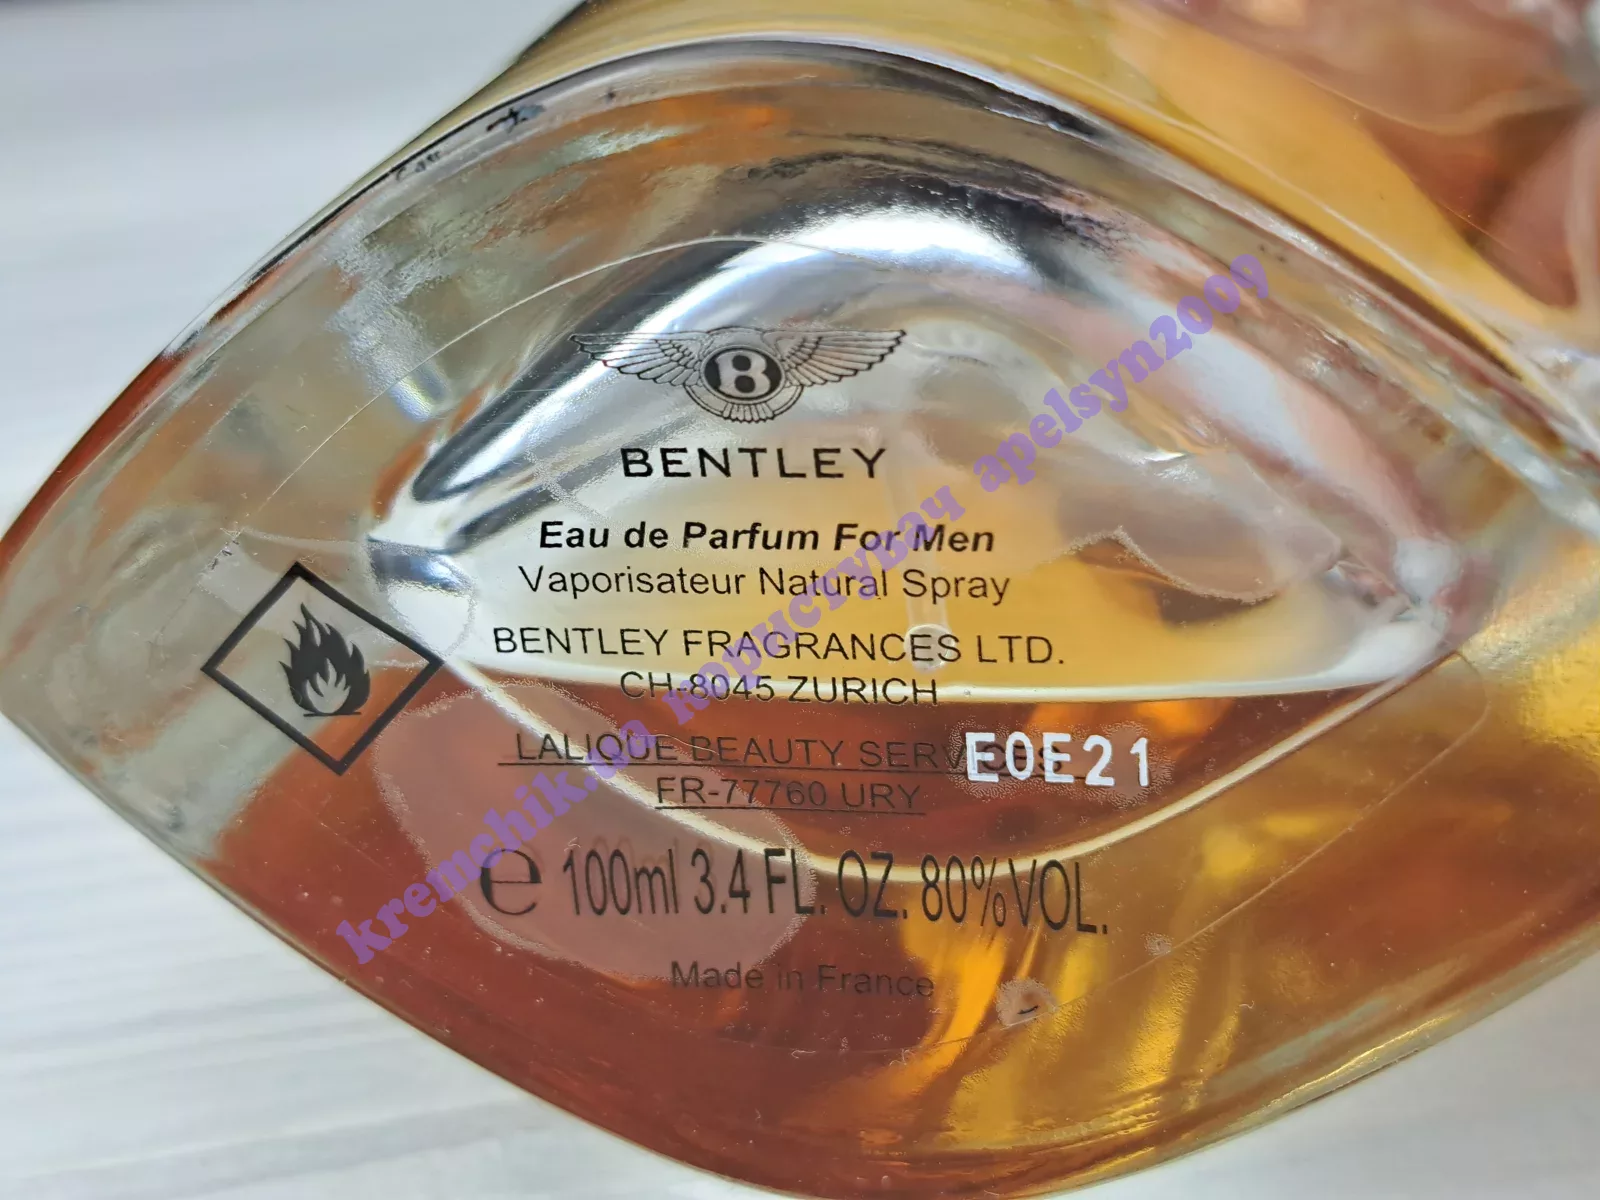 B
BENTLEY
Eau de Parfum For Men
Vaporisateur Natural Spray
BENTLEY FRAGRANCES LTD.
CH-8045 ZURICH
LALIQUE BEAUTY SERVICES
E0E21
FR-77760 URY
e 100ml 3.4 FL. OZ. 80%VOL.
Made in France
kremchik.ua користувач apelsyn2009